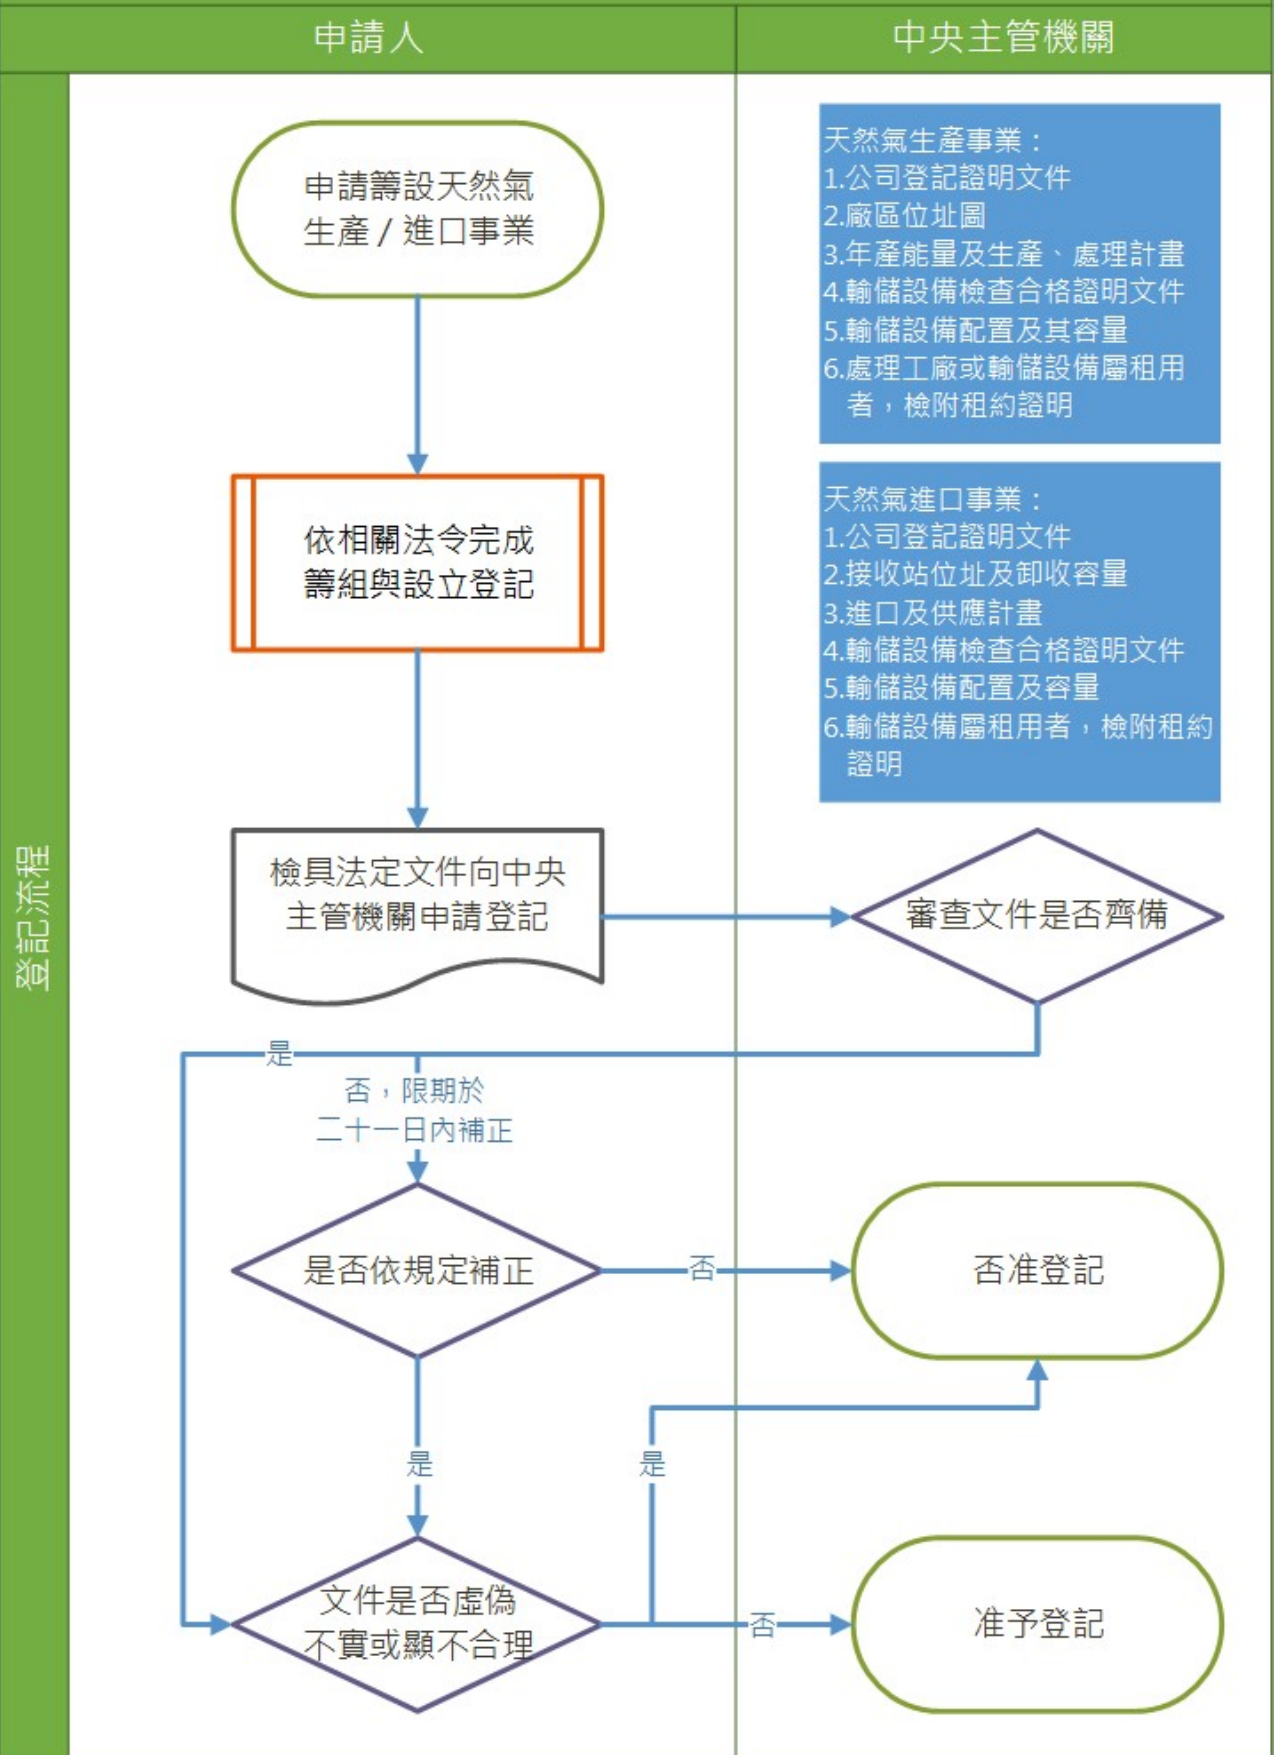 申請人
中央主管機關
登記流程
申請籌設天然氣
生產 / 進口事業
天然氣生產事業：
1.公司登記證明文件
2.廠區位址圖
3.年產能量及生產、處理計畫
4.輸儲設備檢查合格證明文件
5.輸儲設備配置及其容量
6.處理工廠或輸儲設備屬租用
者，檢附租約證明
依相關法令完成
籌組與設立登記
天然氣進口事業：
1.公司登記證明文件
2.接收站位址及卸收容量
3.進口及供應計畫
4.輸儲設備檢查合格證明文件
5.輸儲設備配置及容量
6.輸儲設備屬租用者，檢附租約
證明
檢具法定文件向中央
主管機關申請登記
審查文件是否齊備
是
否，限期於
二十一日內補正
是否依規定補正
否
否准登記
是
是
文件是否虛偽
不實或顯不合理
否
准予登記